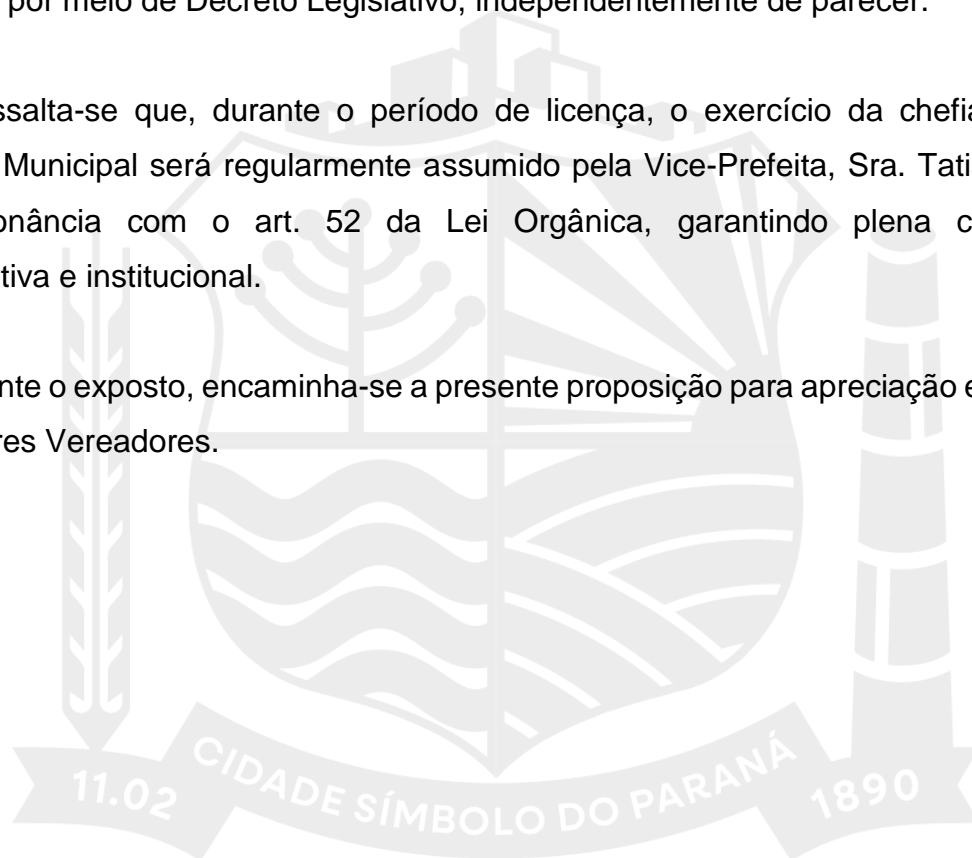 por meio de Decreto Legislativo, independentemente de parecer.
ssalta-se que, durante o período de licença, o exercício da chefia
Municipal será regularmente assumido pela Vice-Prefeita, Sra. Tati
onância com o art. 52 da Lei Orgânica, garantindo plena c
tiva e institucional.
nte o exposto, encaminha-se a presente proposição para apreciação e
res Vereadores.
11.02 CIDADE SÍMBOLO DO PARANÁ 1890